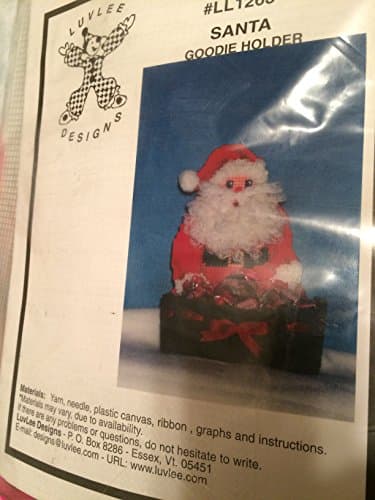 LUVLEE
DESIGNS
SANTA
GOODIE HOLDER
Materials: Yarn, needle, plastic canvas, ribbon , graphs and instructions.
*Materials may vary, due to availability.
If there are any problems or questions, do not hesitate to write.
LuvLee Designs - P. O. Box 8286 - Essex, Vt. 05451
E-mail: designs@luvlee.com - URL: www.luvlee.com